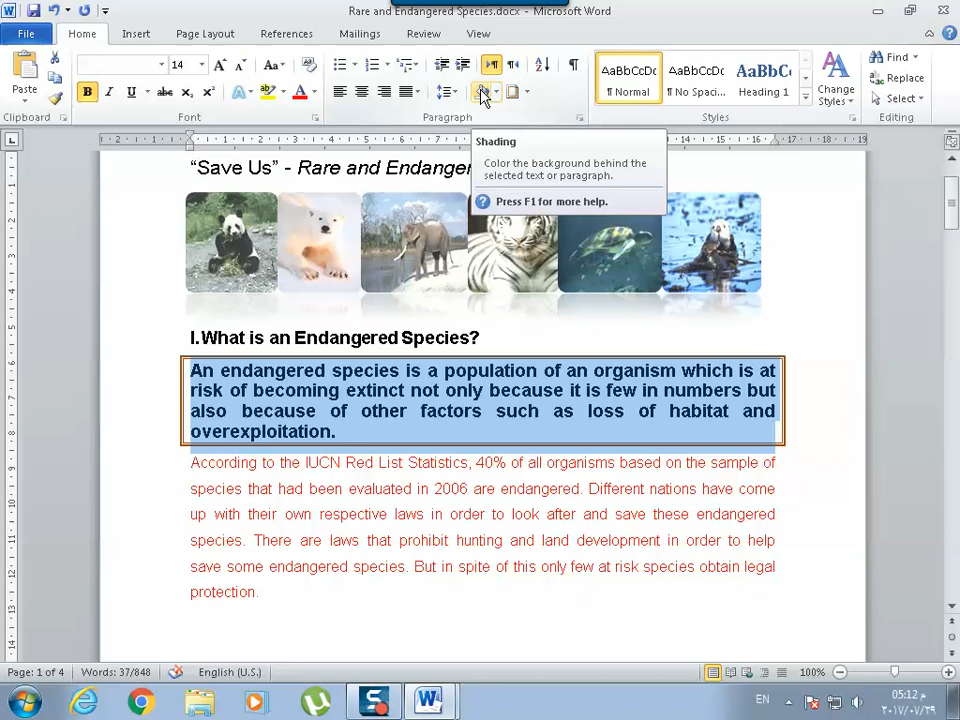 Rare and Endangered Species.docx - Microsoft Word
File Home Insert Page Layout References Mailings Review View
14 Aa
Paste B I U abc x₂ x² A ab A
AaBbCcDc AaBbCcDc AaBbC
¶ Normal ¶ No Spaci... Heading 1
Change Styles
Find
Replace
Select
Clipboard Font Paragraph Styles Editing
Shading
Color the background behind the
selected text or paragraph.
Press F1 for more help.
“Save Us” - Rare and Endanger
I.What is an Endangered Species?
An endangered species is a population of an organism which is at
risk of becoming extinct not only because it is few in numbers but
also because of other factors such as loss of habitat and
overexploitation.
According to the IUCN Red List Statistics, 40% of all organisms based on the sample of
species that had been evaluated in 2006 are endangered. Different nations have come
up with their own respective laws in order to look after and save these endangered
species. There are laws that prohibit hunting and land development in order to help
save some endangered species. But in spite of this only few at risk species obtain legal
protection.
Page: 1 of 4 Words: 37/848 English (U.S.) 100%
EN
05:12 م
٢٠١٧/٠٧/٢٩